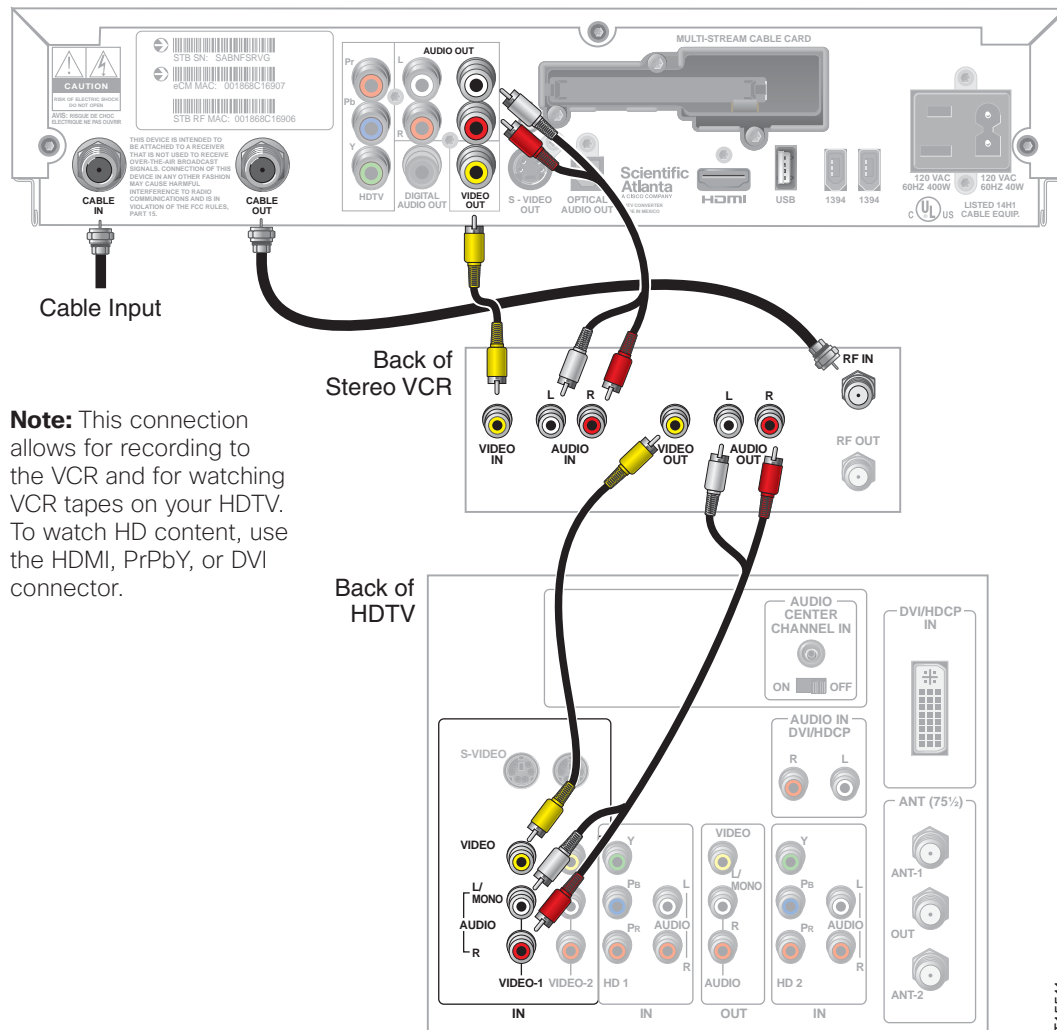 MULTI-STREAM CABLE CARD
AUDIO OUT
STB SN: SABNFSRVG
eCM MAC: 001868C16907
STB RF MAC: 001868C16906
CAUTION
RISK OF ELECTRIC SHOCK
DO NOT OPEN
AVIS: RISQUE DE CHOC
ELECTRIQUE NE PAS OUVRIR
THIS DEVICE IS INTENDED TO
BE ATTACHED TO A RECEIVER
THAT IS NOT USED TO RECEIVE
OVER-THE-AIR BROADCAST
SIGNALS. CONNECTION OF THIS
DEVICE IN ANY OTHER FASHION
MAY CAUSE HARMFUL
INTERFERENCE TO RADIO
COMMUNICATIONS AND IS IN
VIOLATION OF THE FCC RULES,
PART 15.
CABLE
IN
CABLE
OUT
Pr
Pb
Y
HDTV
L
R
DIGITAL
AUDIO OUT
VIDEO
OUT
S - VIDEO
OUT
OPTICAL
AUDIO OUT
Scientific
Atlanta
A CISCO COMPANY
HDMI
USB
1394
1394
120 VAC
60HZ 400W
120 VAC
60HZ 40W
C UL US
LISTED 14H1
CABLE EQUIP.
Cable Input
Back of
Stereo VCR
RF IN
L
R
L
R
VIDEO
IN
AUDIO
IN
VIDEO
OUT
AUDIO
OUT
RF OUT
Note: This connection
allows for recording to
the VCR and for watching
VCR tapes on your HDTV.
To watch HD content, use
the HDMI, PrPbY, or DVI
connector.
Back of
HDTV
AUDIO
CENTER
CHANNEL IN
ON OFF
DVI/HDCP
IN
AUDIO IN
DVI/HDCP
R L
S-VIDEO
VIDEO
L/
MONO
AUDIO
R
VIDEO-1
VIDEO-2
IN
Y
PB
PR
L
AUDIO
R
HD 1
IN
VIDEO
L/
MONO
R
AUDIO
OUT
Y
PB
PR
L
AUDIO
R
HD 2
IN
ANT (75½)
ANT-1
OUT
ANT-2